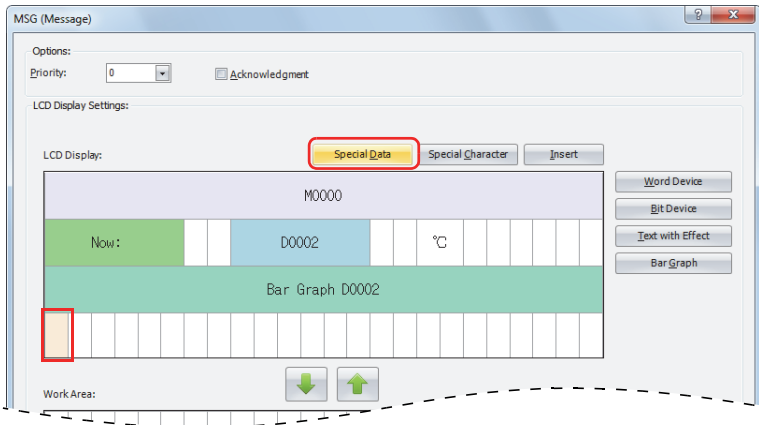 MSG (Message)
Options:
Priority: 0 Acknowledgment
LCD Display Settings:
LCD Display: Special Data Special Character Insert
M0000 Word Device
Bit Device
Now: D0002 ℃ Text with Effect
Bar Graph
Bar Graph D0002
Work Area: